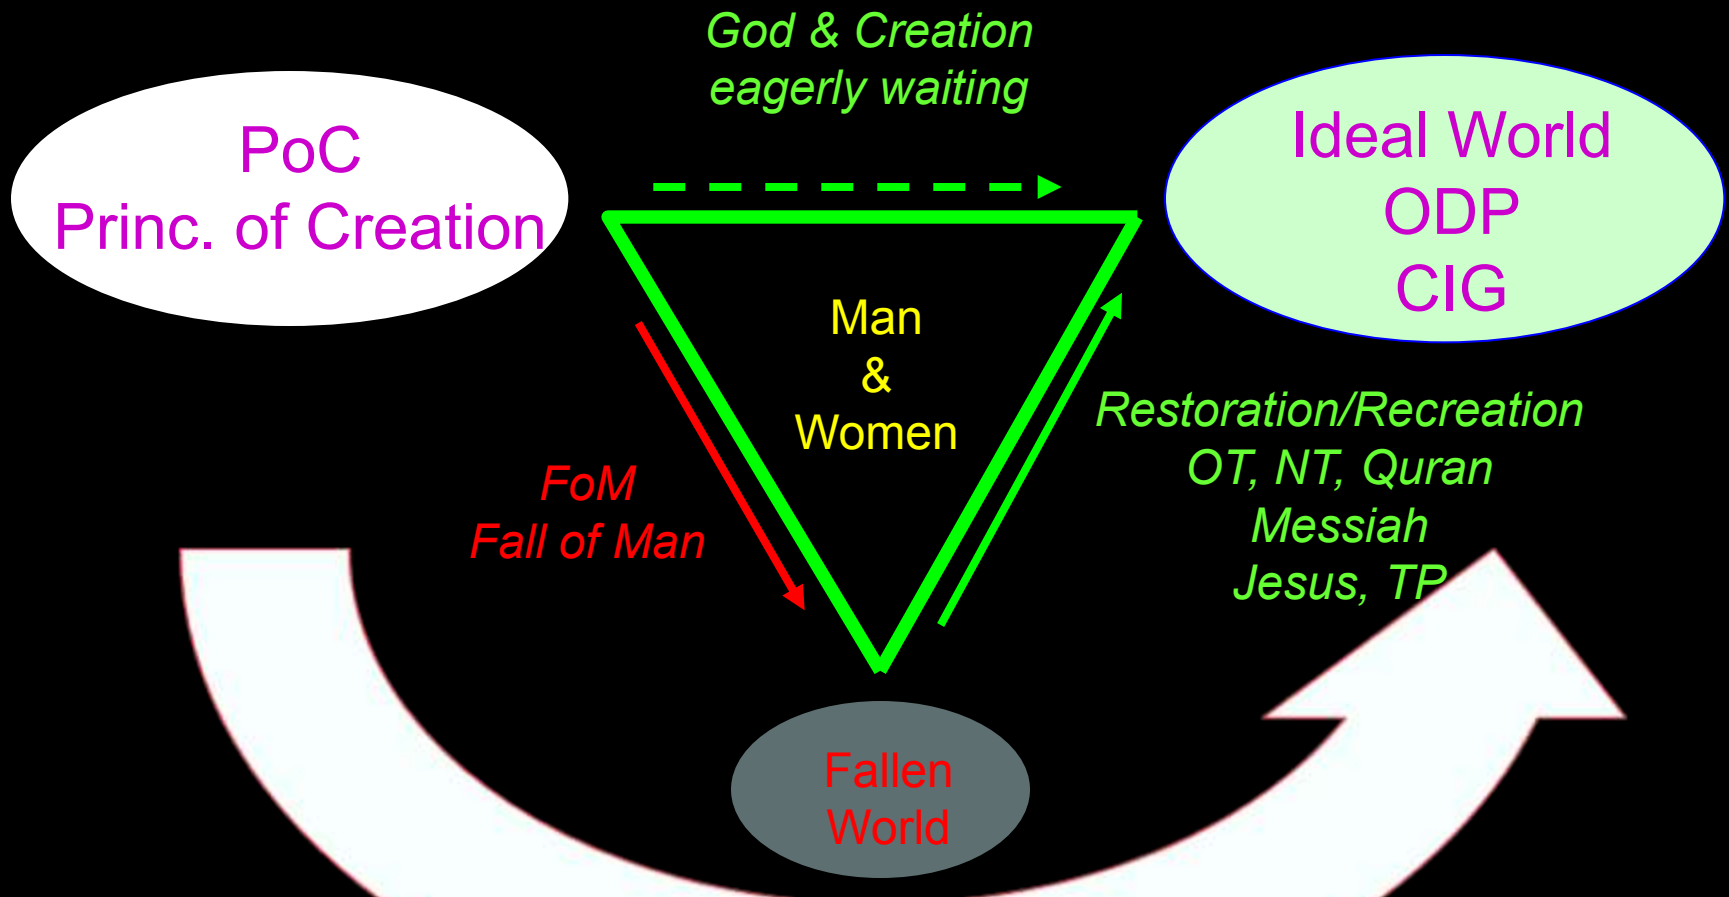 God & Creation
eagerly waiting
PoC
Princ. of Creation
Ideal World
ODP
CIG
Man
&
Women
FoM
Fall of Man
Restoration/Recreation
OT, NT, Quran
Messiah
Jesus, TP
Fallen
World